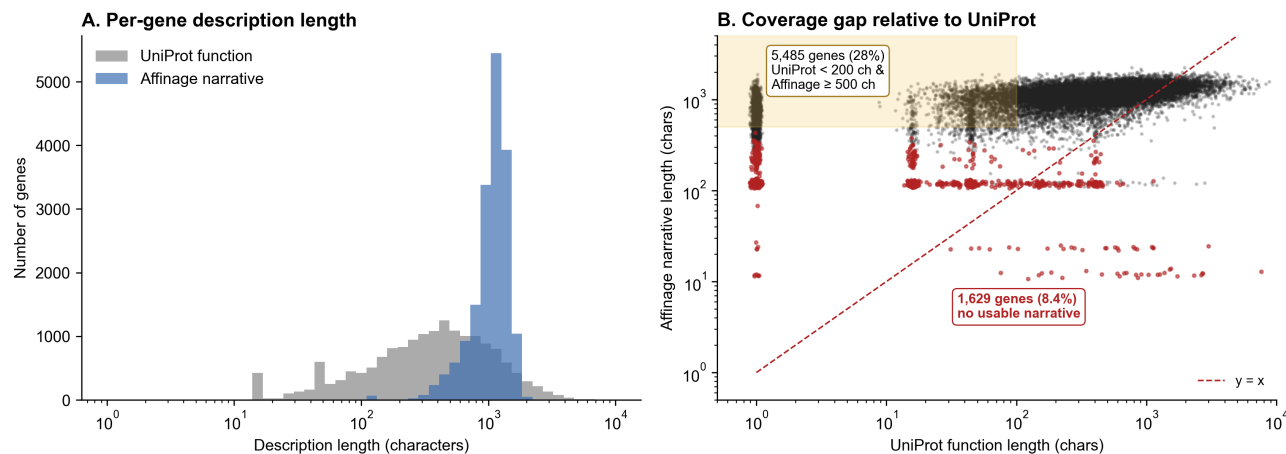 A. Per-gene description length
UniProt function
Affinage narrative
Number of genes
5000
4000
3000
2000
1000
0
10⁰
10¹
10²
10³
10⁴
Description length (characters)
B. Coverage gap relative to UniProt
5,485 genes (28%)
UniProt < 200 ch &
Affinage ≥ 500 ch
Affinage narrative length (chars)
10³
10²
10¹
10⁰
1,629 genes (8.4%)
no usable narrative
y = x
10⁰
10¹
10²
10³
10⁴
UniProt function length (chars)